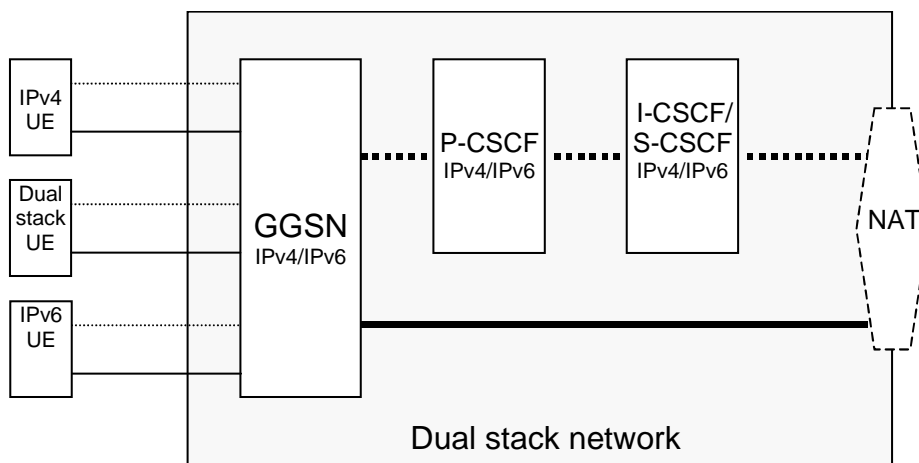 IPv4
UE
Dual
stack
UE
IPv6
UE
GGSN
IPv4/IPv6
P-CSCF
IPv4/IPv6
I-CSCF/
S-CSCF
IPv4/IPv6
NAT
Dual stack network